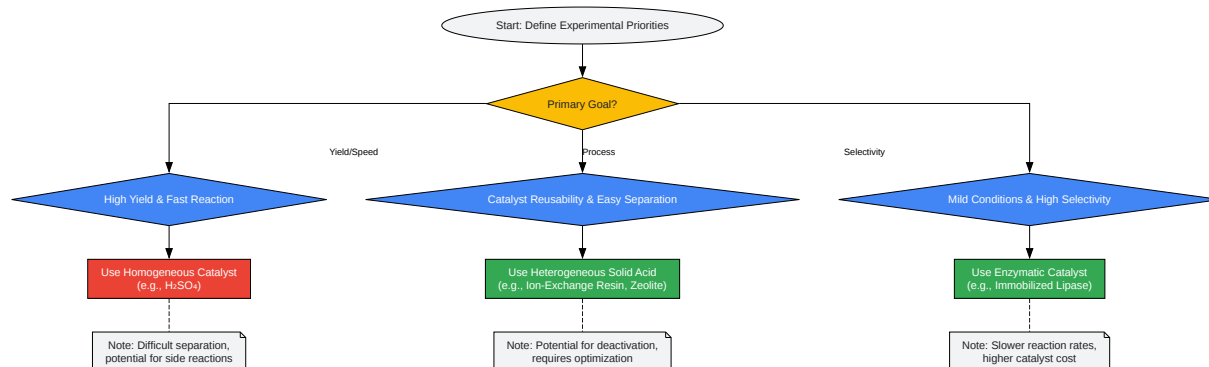 Start: Define Experimental Priorities
Primary Goal?
Yield/Speed
Process
Selectivity
High Yield & Fast Reaction
Catalyst Reusability & Easy Separation
Mild Conditions & High Selectivity
Use Homogeneous Catalyst
(e.g., H₂SO₄)
Use Heterogeneous Solid Acid
(e.g., Ion-Exchange Resin, Zeolite)
Use Enzymatic Catalyst
(e.g., Immobilized Lipase)
Note: Difficult separation,
potential for side reactions
Note: Potential for deactivation,
requires optimization
Note: Slower reaction rates,
higher catalyst cost